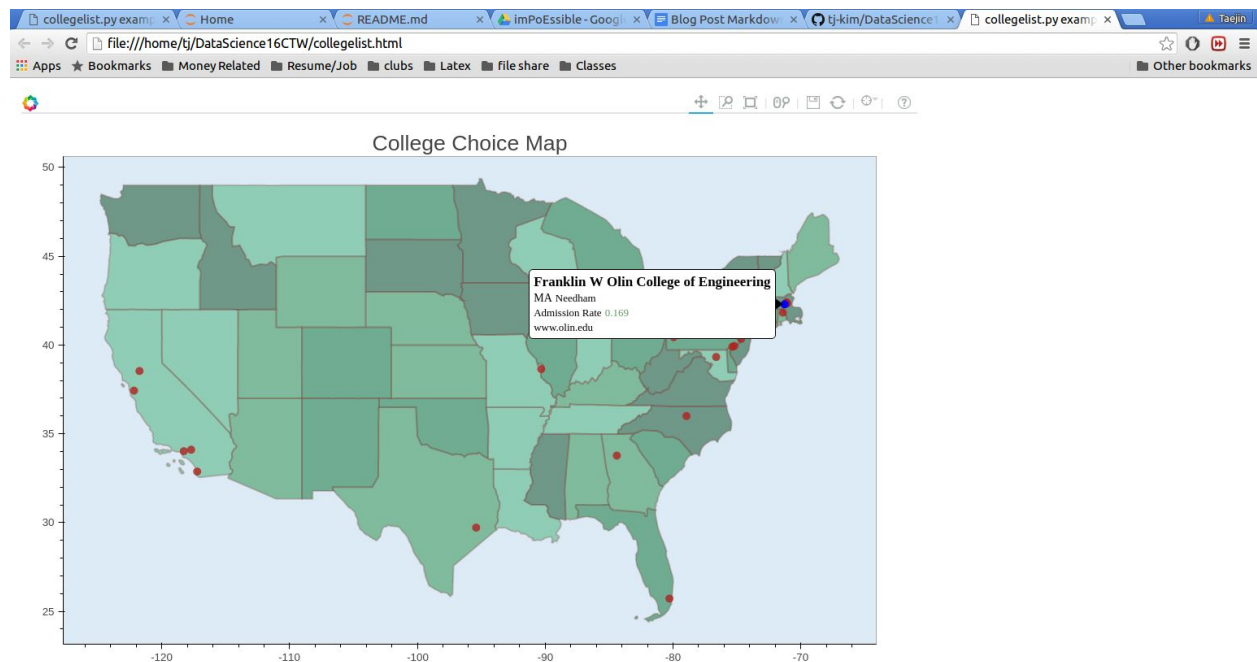 collegelist.py examp
Home
README.md
imPoEssible - Googl
Blog Post Markdow
tj-kim/DataScience1
collegelist.py examp
Taejin
file:///home/tj/DataScience16CTW/collegelist.html
Apps Bookmarks Money Related Resume/Job clubs Latex file share Classes Other bookmarks
College Choice Map
50
45
40
35
30
25
Franklin W Olin College of Engineering
MA Needham
Admission Rate 0.169
www.olin.edu
-120 -110 -100 -90 -80 -70